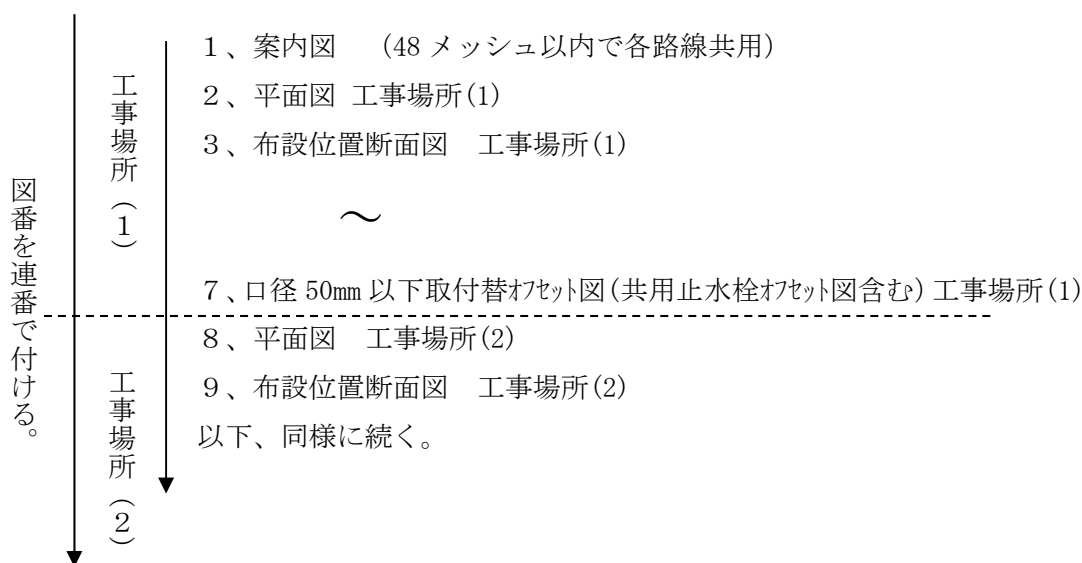 図番を連番で付ける。
工事場所（1）
1、案内図　（48 メッシュ以内で各路線共用）
2、平面図 工事場所(1)
3、布設位置断面図　工事場所(1)
～
7、口径 50mm 以下取付替ｵﾌｾｯﾄ図(共用止水栓ｵﾌｾｯﾄ図含む) 工事場所(1)
工事場所（2）
8、平面図　工事場所(2)
9、布設位置断面図　工事場所(2)
以下、同様に続く。